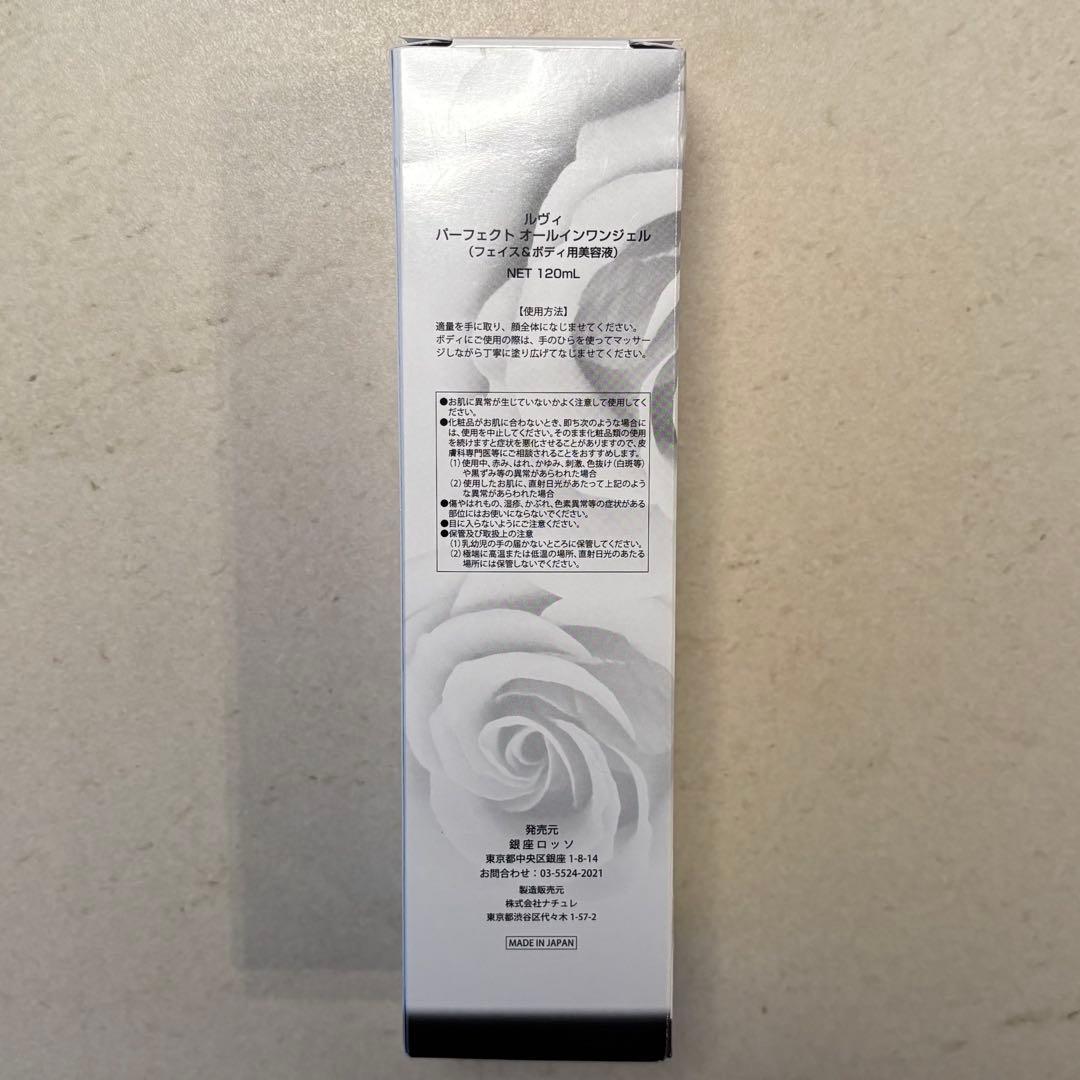 ルヴィ
パーフェクト オールインワンジェル
（フェイス＆ボディ用美容液）
NET 120mL
【使用方法】
適量を手に取り、顔全体になじませてください。
ボディにご使用の際は、手のひらを使ってマッサー
ジしながら丁寧に塗り広げてなじませてください。
●お肌に異常が生じていないかよく注意して使用してく
ださい。
●化粧品がお肌に合わないとき、即ち次のような場合に
は、使用を中止してください。そのまま化粧品類の使用
を続けますと症状を悪化させることがありますので、皮
膚科専門医等にご相談されることをおすすめします。
（1）使用中、赤み、はれ、かゆみ、刺激、色抜け（白斑等）
や黒ずみ等の異常があらわれた場合
（2）使用したお肌に、直射日光があたって上記のよう
な異常があらわれた場合
●傷やはれもの、湿疹、かぶれ、色素異常等の症状がある
部位にはお使いにならないでください。
●目に入らないようにご注意ください。
●保管及び取扱上の注意
（1）乳幼児の手の届かないところに保管してください。
（2）極端に高温または低温の場所、直射日光のあたる
場所には保管しないでください。
発売元
銀座ロッソ
東京都中央区銀座 1-8-14
お問合わせ：03-5524-2021
製造販売元
株式会社ナチュレ
東京都渋谷区代々木 1-57-2
MADE IN JAPAN